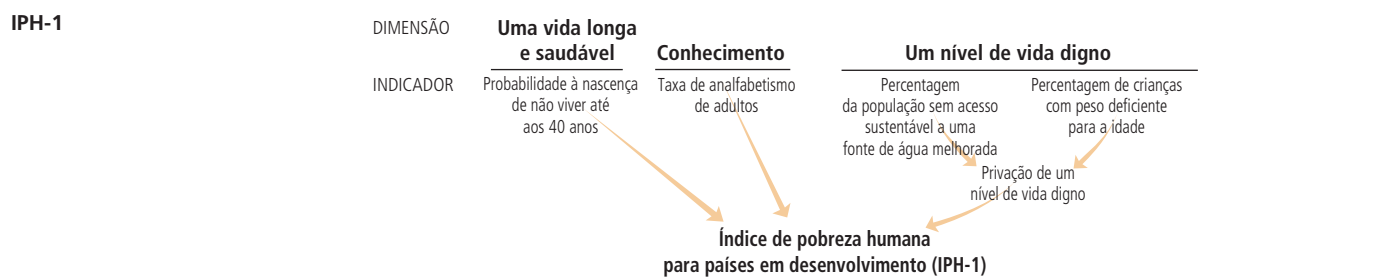 IPH-1
DIMENSÃO
Uma vida longa
e saudável
Conhecimento
Um nível de vida digno
INDICADOR
Probabilidade à nascença
de não viver até
aos 40 anos
Taxa de analfabetismo
de adultos
Percentagem
da população sem acesso
sustentável a uma
fonte de água melhorada
Percentagem de crianças
com peso deficiente
para a idade
Privação de um
nível de vida digno
Índice de pobreza humana
para países em desenvolvimento (IPH-1)